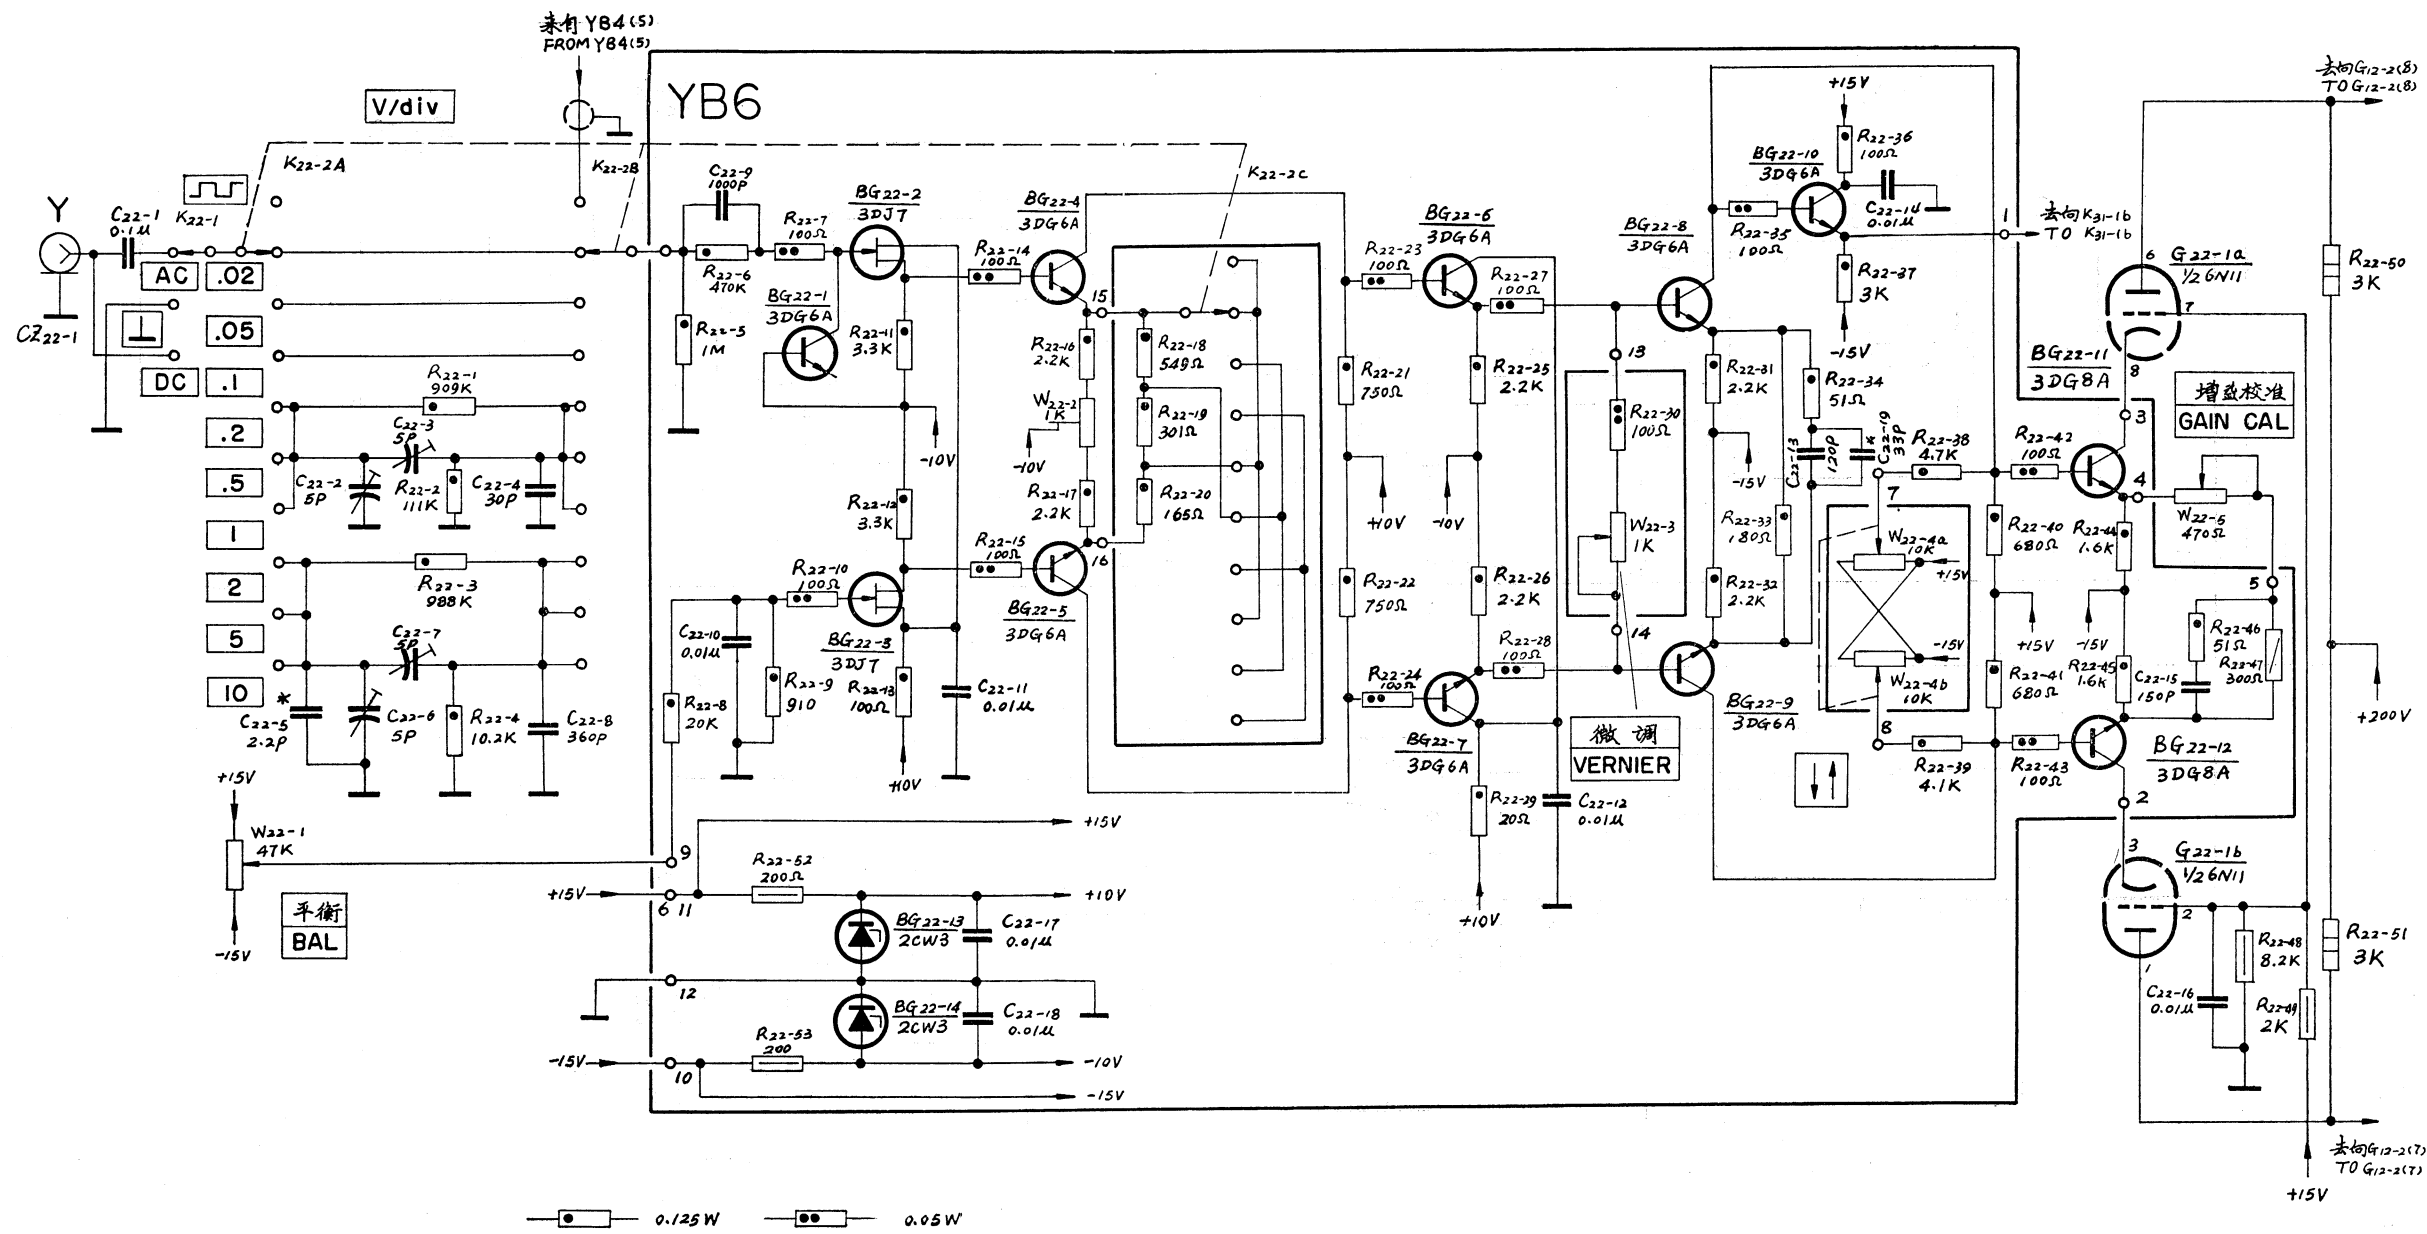 来自YB4(5)
FROM YB4(5)
V/div
YB6
Y
C22-1
0.1μ
K22-1
K22-2A
K22-2B
K22-2C
CZ22-1
AC
⊥
DC
.02
.05
.1
.2
.5
1
2
5
10
R22-1
909K
C22-3
5P
C22-2
5P
R22-2
111K
C22-4
30P
R22-3
988K
C22-7
5P
*
C22-5
2.2P
C22-6
5P
R22-4
10.2K
C22-8
360P
+15V
W22-1
47K
-15V
平衡
BAL
C22-9
1000P
R22-6
470K
R22-7
100Ω
R22-5
1M
BG22-1
3DG6A
BG22-2
3DJ7
R22-11
3.3K
-10V
R22-12
3.3K
R22-10
100Ω
BG22-3
3DJ7
C22-10
0.01μ
R22-9
910
R22-8
20K
R22-13
100Ω
+10V
C22-11
0.01μ
9
R22-14
100Ω
BG22-4
3DG6A
15
R22-16
2.2K
W22-2
1K
-10V
R22-17
2.2K
R22-15
100Ω
16
BG22-5
3DG6A
R22-18
549Ω
R22-19
301Ω
R22-20
165Ω
R22-21
750Ω
+10V
R22-22
750Ω
R22-23
100Ω
BG22-6
3DG6A
R22-27
100Ω
R22-25
2.2K
-10V
R22-26
2.2K
R22-28
100Ω
R22-24
100Ω
BG22-7
3DG6A
R22-29
20Ω
+10V
C22-12
0.01μ
13
R22-30
100Ω
W22-3
1K
14
微调
VERNIER
BG22-8
3DG6A
R22-31
2.2K
-15V
R22-33
180Ω
R22-32
2.2K
BG22-9
3DG6A
R22-34
51Ω
C22-13
120P
*
C22-19
33P
+15V
R22-36
100Ω
BG22-10
3DG6A
R22-35
100Ω
C22-14
0.01μ
R22-37
3K
-15V
1
去向K31-1b
TO K31-1b
R22-38
4.7K
7
W22-4a
10K
+15V
-15V
W22-4b
10K
8
R22-39
4.1K
↓↑
R22-40
680Ω
+15V
R22-41
680Ω
R22-42
100Ω
R22-43
100Ω
BG22-11
3DG8A
3
4
R22-44
1.6K
-15V
R22-45
1.6K
BG22-12
3DG8A
2
增益校准
GAIN CAL
W22-5
470Ω
5
R22-46
51Ω
R22-47
300Ω
C22-15
150P
6
G22-1a
1/2 6N11
7
8
3
G22-1b
1/2 6N11
2
1
R22-48
8.2K
C22-16
0.01μ
R22-49
2K
+15V
去向G12-2(8)
TO G12-2(8)
R22-50
3K
+200V
R22-51
3K
去向G12-2(7)
TO G12-2(7)
+15V
+15V
6
11
R22-52
200Ω
+10V
BG22-13
2CW3
C22-17
0.01μ
12
BG22-14
2CW3
C22-18
0.01μ
-15V
10
R22-53
200
-10V
-15V
0.125W
0.05W